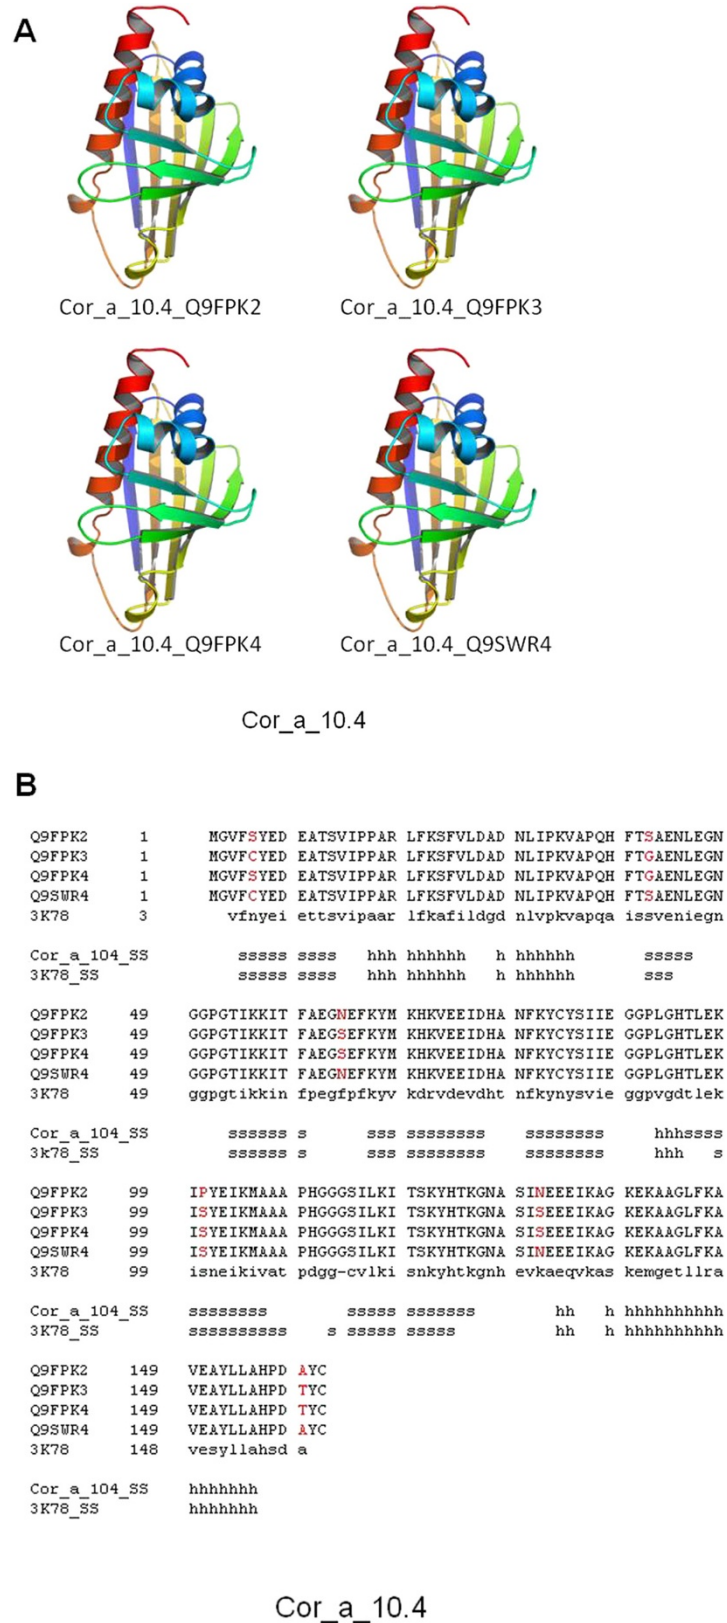 A
Cor_a_10.4_Q9FPK2 Cor_a_10.4_Q9FPK3
Cor_a_10.4_Q9FPK4 Cor_a_10.4_Q9SWR4
Cor_a_10.4
B
Q9FPK2 1 MGVFSYEDE EATSVIPPAR LFKSFVLDAD NLIPKVAPQH FTSAENLEGN
Q9FPK3 1 MGVFCYEDE EATSVIPPAR LFKSFVLDAD NLIPKVAPQH FTGAENLEGN
Q9FPK4 1 MGVFSYEDE EATSVIPPAR LFKSFVLDAD NLIPKVAPQH FTGAENLEGN
Q9SWR4 1 MGVFCYEDE EATSVIPPAR LFKSFVLDAD NLIPKVAPQH FTSAENLEGN
3K78 3 vfnyei ettsvipaar lfkafildgd nlvpkvapqa issveniegn
Cor_a_104_SS sssss ssss hhh hhhhhh h hhhhhh sssss
3K78_SS sssss ssss hhh hhhhhh h hhhhhh sss
Q9FPK2 49 GGPGTIKKIT FAEGNEFKYM KHKVEEIDHA NFKYCYSIIE GGPLGHTLEK
Q9FPK3 49 GGPGTIKKIT FAEGSEFKYM KHKVEEIDHA NFKYCYSIIE GGPLGHTLEK
Q9FPK4 49 GGPGTIKKIT FAEGSEFKYM KHKVEEIDHA NFKYCYSIIE GGPLGHTLEK
Q9SWR4 49 GGPGTIKKIT FAEGNEFKYM KHKVEEIDHA NFKYCYSIIE GGPLGHTLEK
3K78 49 ggpgtikkin fpegfpfkyv kdrvdevdht nfkynysvie ggpvgdtlek
Cor_a_104_SS ssssss s sss ssssssss ssssssss hhhssss
3k78_SS ssssss s sss ssssssss ssssssss hhh s
Q9FPK2 99 IPYEIKMAAA PHGGGSILKI TSKYHTKGNA SINEEEIKAG KEKAAGLFKA
Q9FPK3 99 ISYEIKMAAA PHGGGSILKI TSKYHTKGNA SISEEEIKAG KEKAAGLFKA
Q9FPK4 99 ISYEIKMAAA PHGGGSILKI TSKYHTKGNA SISEEEIKAG KEKAAGLFKA
Q9SWR4 99 ISYEIKMAAA PHGGGSILKI TSKYHTKGNA SINEEEIKAG KEKAAGLFKA
3K78 99 isneikivat pdgg-cvlki snkyhtkgnh evkaeqvkas kemgetllra
Cor_a_104_SS ssssssss sssss sssssss hh h hhhhhhhhhh
3K78_SS ssssssssss s sssss sssss hh h hhhhhhhhhh
Q9FPK2 149 VEAYLLAHPD AYC
Q9FPK3 149 VEAYLLAHPD TYC
Q9FPK4 149 VEAYLLAHPD TYC
Q9SWR4 149 VEAYLLAHPD AYC
3K78 148 vesyllahsd a
Cor_a_104_SS hhhhhhh
3K78_SS hhhhhhh
Cor_a_10.4